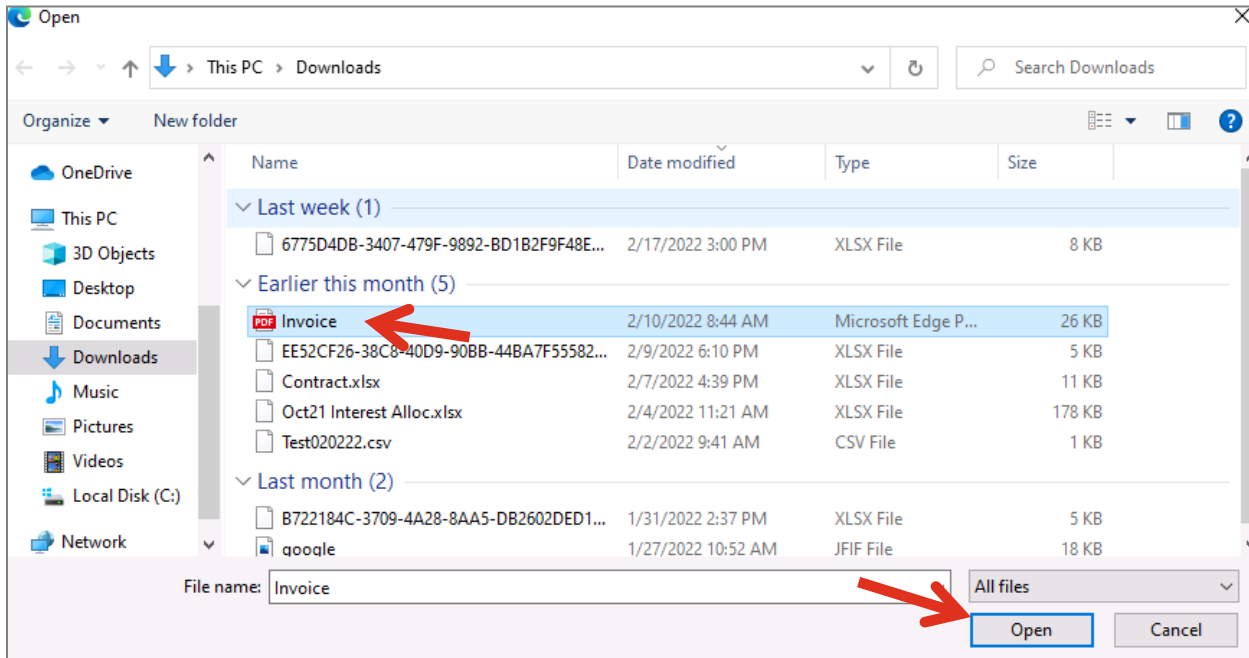 Open
This PC > Downloads
Search Downloads
Organize New folder
Name Date modified Type Size
OneDrive
This PC
3D Objects
Desktop
Documents
Downloads
Music
Pictures
Videos
Local Disk (C:)
Network
Last week (1)
6775D4DB-3407-479F-9892-BD1B2F9F48E... 2/17/2022 3:00 PM XLSX File 8 KB
Earlier this month (5)
PDF Invoice 2/10/2022 8:44 AM Microsoft Edge P... 26 KB
EE52CF26-38C8-40D9-90BB-44BA7F55582... 2/9/2022 6:10 PM XLSX File 5 KB
Contract.xlsx 2/7/2022 4:39 PM XLSX File 11 KB
Oct21 Interest Alloc.xlsx 2/4/2022 11:21 AM XLSX File 178 KB
Test020222.csv 2/2/2022 9:41 AM CSV File 1 KB
Last month (2)
B722184C-3709-4A28-8AA5-DB2602DED1... 1/31/2022 2:37 PM XLSX File 5 KB
google 1/27/2022 10:52 AM JFIF File 18 KB
File name: Invoice All files
Open Cancel